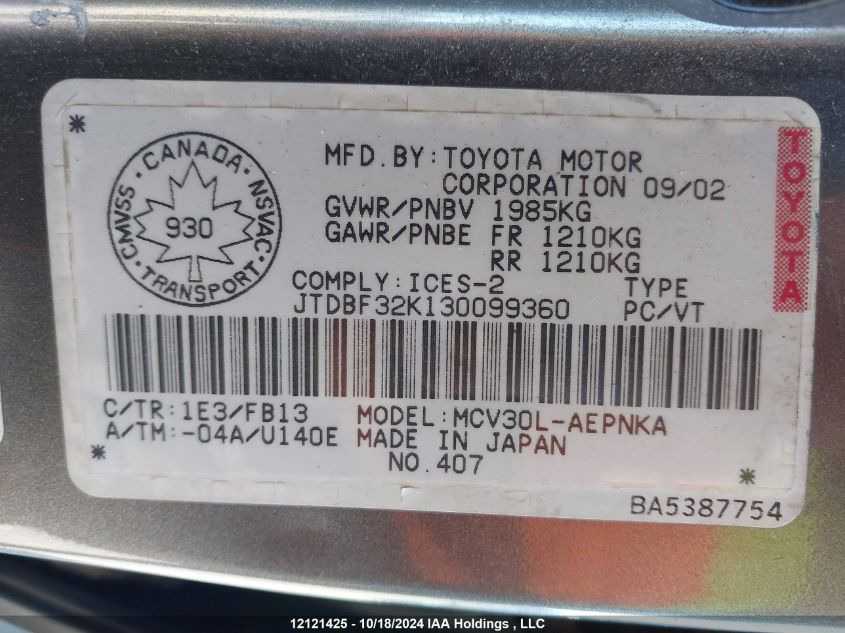 CANADA
CMVSS
NSVAC
930
TRANSPORT
MFD.BY:TOYOTA MOTOR
CORPORATION 09/02
GVWR/PNBV 1985KG
GAWR/PNBE FR 1210KG
RR 1210KG
COMPLY:ICES-2 TYPE
JTDBF32K130099360 PC/VT
TOYOTA
C/TR:1E3/FB13 MODEL:MCV30L-AEPNKA
A/TM:-04A/U140E MADE IN JAPAN
NO.407
BA5387754
12121425 - 10/18/2024 IAA Holdings , LLC